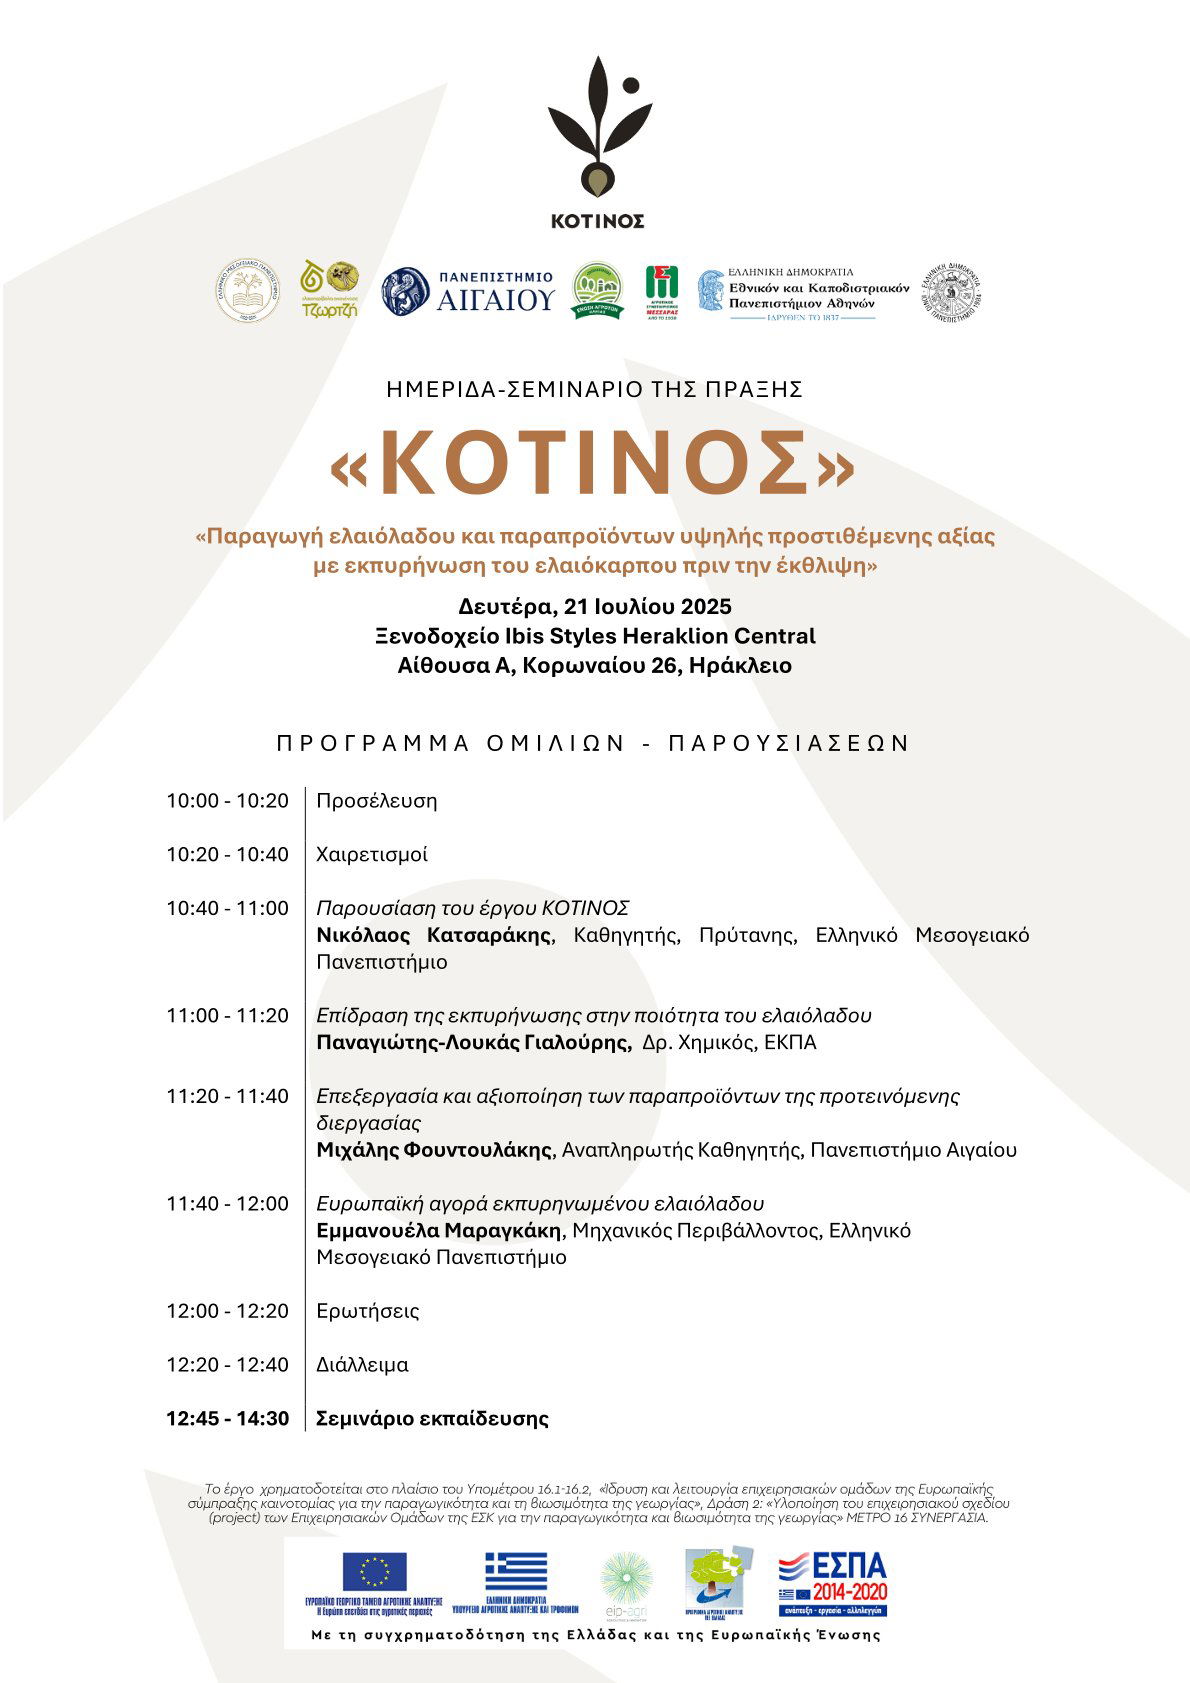 ΚΟΤΙΝΟΣ
ΕΛΛΗΝΙΚΟ ΜΕΣΟΓΕΙΑΚΟ ΠΑΝΕΠΙΣΤΗΜΙΟ
Τζωρτζή
ΠΑΝΕΠΙΣΤΗΜΙΟ
ΑΙΓΑΙΟΥ
ΕΝΩΣΗ ΑΓΡΟΤΩΝ
ΑΓΡΟΤΙΚΟΣ
ΣΥΝΕΤΑΙΡΙΣΜΟΣ
ΜΕΣΣΑΡΑΣ
ΕΛΛΗΝΙΚΗ ΔΗΜΟΚΡΑΤΙΑ
Εθνικόν και Καποδιστριακόν
Πανεπιστήμιον Αθηνών
ΙΔΡΥΘΕΝ ΤΟ 1837
ΗΜΕΡΙΔΑ-ΣΕΜΙΝΑΡΙΟ ΤΗΣ ΠΡΑΞΗΣ
«ΚΟΤΙΝΟΣ»
«Παραγωγή ελαιόλαδου και παραπροϊόντων υψηλής προστιθέμενης αξίας
με εκπυρήνωση του ελαιόκαρπου πριν την έκθλιψη»
Δευτέρα, 21 Ιουλίου 2025
Ξενοδοχείο Ibis Styles Heraklion Central
Αίθουσα Α, Κορωναίου 26, Ηράκλειο
ΠΡΟΓΡΑΜΜΑ ΟΜΙΛΙΩΝ - ΠΑΡΟΥΣΙΑΣΕΩΝ
10:00 - 10:20 Προσέλευση
10:20 - 10:40 Χαιρετισμοί
10:40 - 11:00 Παρουσίαση του έργου ΚΟΤΙΝΟΣ
Νικόλαος Κατσαράκης, Καθηγητής, Πρύτανης, Ελληνικό Μεσογειακό
Πανεπιστήμιο
11:00 - 11:20 Επίδραση της εκπυρήνωσης στην ποιότητα του ελαιόλαδου
Παναγιώτης-Λουκάς Γιαλούρης, Δρ. Χημικός, ΕΚΠΑ
11:20 - 11:40 Επεξεργασία και αξιοποίηση των παραπροϊόντων της προτεινόμενης
διεργασίας
Μιχάλης Φουντουλάκης, Αναπληρωτής Καθηγητής, Πανεπιστήμιο Αιγαίου
11:40 - 12:00 Ευρωπαϊκή αγορά εκπυρηνωμένου ελαιόλαδου
Εμμανουέλα Μαραγκάκη, Μηχανικός Περιβάλλοντος, Ελληνικό
Μεσογειακό Πανεπιστήμιο
12:00 - 12:20 Ερωτήσεις
12:20 - 12:40 Διάλλειμα
12:45 - 14:30 Σεμινάριο εκπαίδευσης
Το έργο χρηματοδοτείται στο πλαίσιο του Υπομέτρου 16.1-16.2, «Ίδρυση και λειτουργία επιχειρησιακών ομάδων της Ευρωπαϊκής
σύμπραξης καινοτομίας για την παραγωγικότητα και τη βιωσιμότητα της γεωργίας», Δράση 2: «Υλοποίηση του επιχειρησιακού σχεδίου
(project) των Επιχειρησιακών Ομάδων της ΕΣΚ για την παραγωγικότητα και βιωσιμότητα της γεωργίας» ΜΕΤΡΟ 16 ΣΥΝΕΡΓΑΣΙΑ.
ΕΥΡΩΠΑΪΚΟ ΓΕΩΡΓΙΚΟ ΤΑΜΕΙΟ ΑΓΡΟΤΙΚΗΣ ΑΝΑΠΤΥΞΗΣ
Η Ευρώπη επενδύει στις αγροτικές περιοχές
ΕΛΛΗΝΙΚΗ ΔΗΜΟΚΡΑΤΙΑ
ΥΠΟΥΡΓΕΙΟ ΑΓΡΟΤΙΚΗΣ ΑΝΑΠΤΥΞΗΣ ΚΑΙ ΤΡΟΦΙΜΩΝ
eip-agri
ΠΡΟΓΡΑΜΜΑ ΑΓΡΟΤΙΚΗΣ ΑΝΑΠΤΥΞΗΣ
ΤΗΣ ΕΛΛΑΔΑΣ
ΕΣΠΑ
2014-2020
ανάπτυξη - εργασία - αλληλεγγύη
Με τη συγχρηματοδότηση της Ελλάδας και της Ευρωπαϊκής Ένωσης